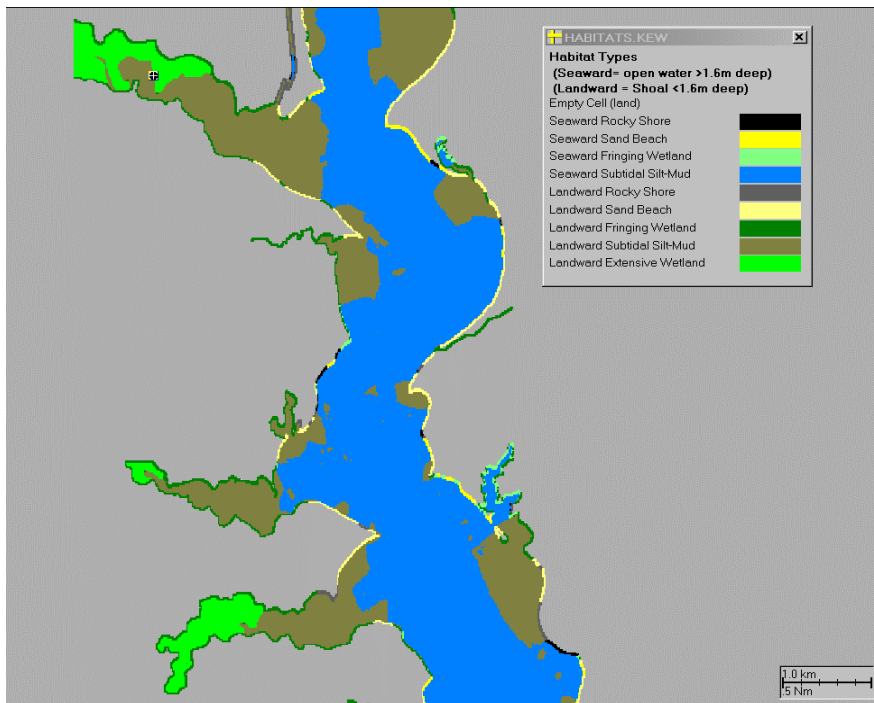 HABITATS.KEW
Habitat Types
(Seaward= open water >1.6m deep)
(Landward = Shoal <1.6m deep)
Empty Cell (land)
Seaward Rocky Shore
Seaward Sand Beach
Seaward Fringing Wetland
Seaward Subtidal Silt-Mud
Landward Rocky Shore
Landward Sand Beach
Landward Fringing Wetland
Landward Subtidal Silt-Mud
Landward Extensive Wetland
1.0 km
.5 Nm